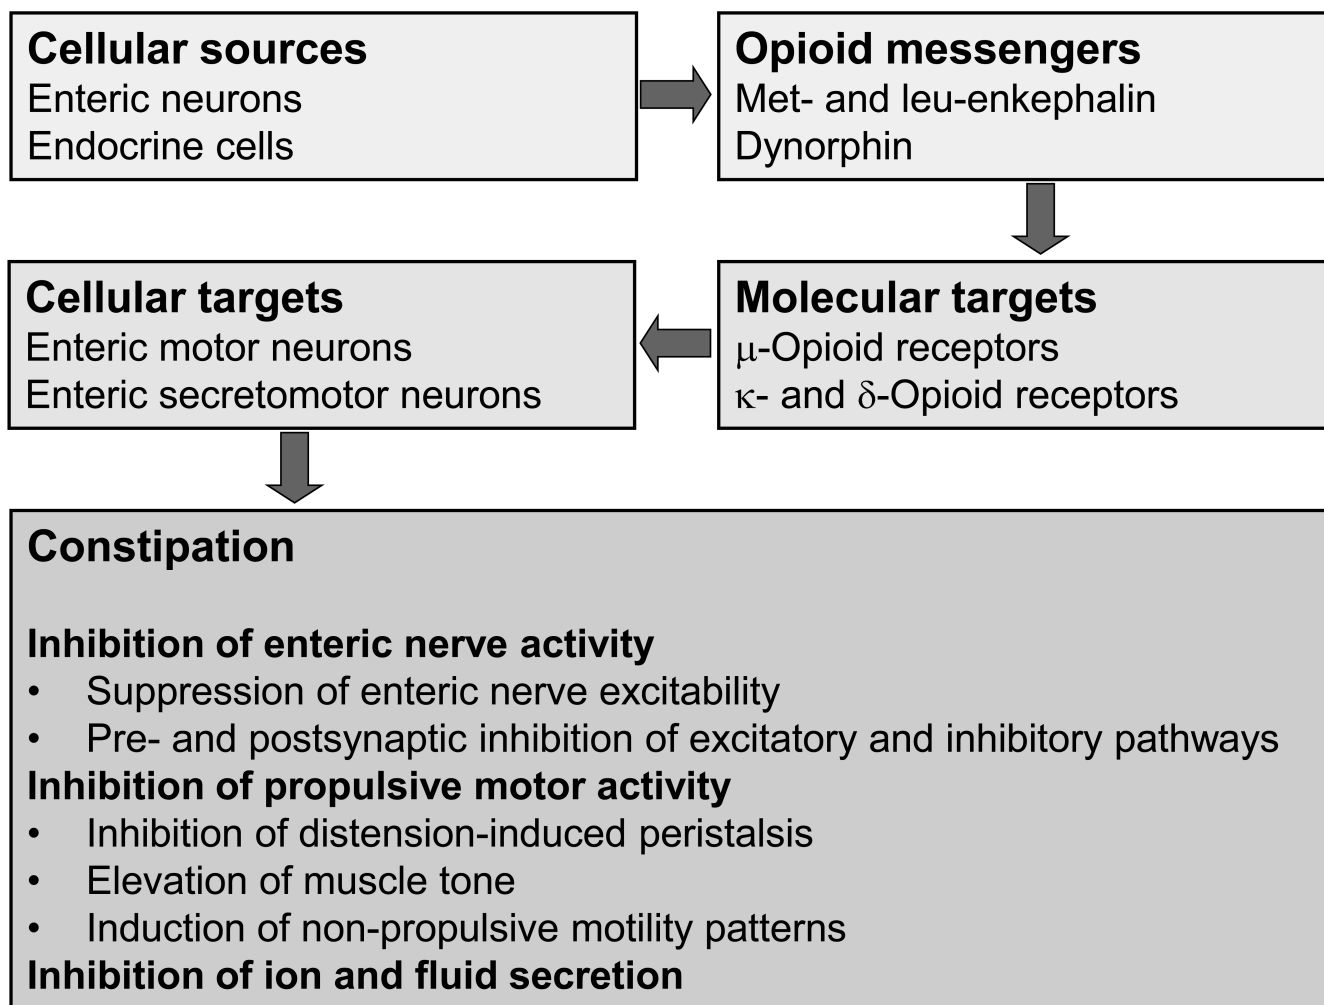 Cellular sources
Enteric neurons
Endocrine cells
Opioid messengers
Met- and leu-enkephalin
Dynorphin
Cellular targets
Enteric motor neurons
Enteric secretomotor neurons
Molecular targets
μ-Opioid receptors
κ- and δ-Opioid receptors
Constipation
Inhibition of enteric nerve activity
• Suppression of enteric nerve excitability
• Pre- and postsynaptic inhibition of excitatory and inhibitory pathways
Inhibition of propulsive motor activity
• Inhibition of distension-induced peristalsis
• Elevation of muscle tone
• Induction of non-propulsive motility patterns
Inhibition of ion and fluid secretion